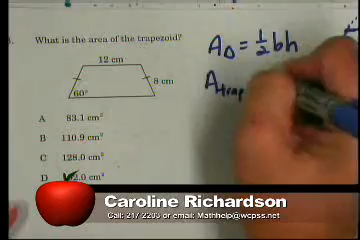 What is the area of the trapezoid?
12 cm
8 cm
60°
A 83.1 cm²
B 110.9 cm²
C 128.0 cm²
D
A△ = ½bh
Atrap
Caroline Richardson
Call: 217 2203 or email: Mathhelp@wcpss.net